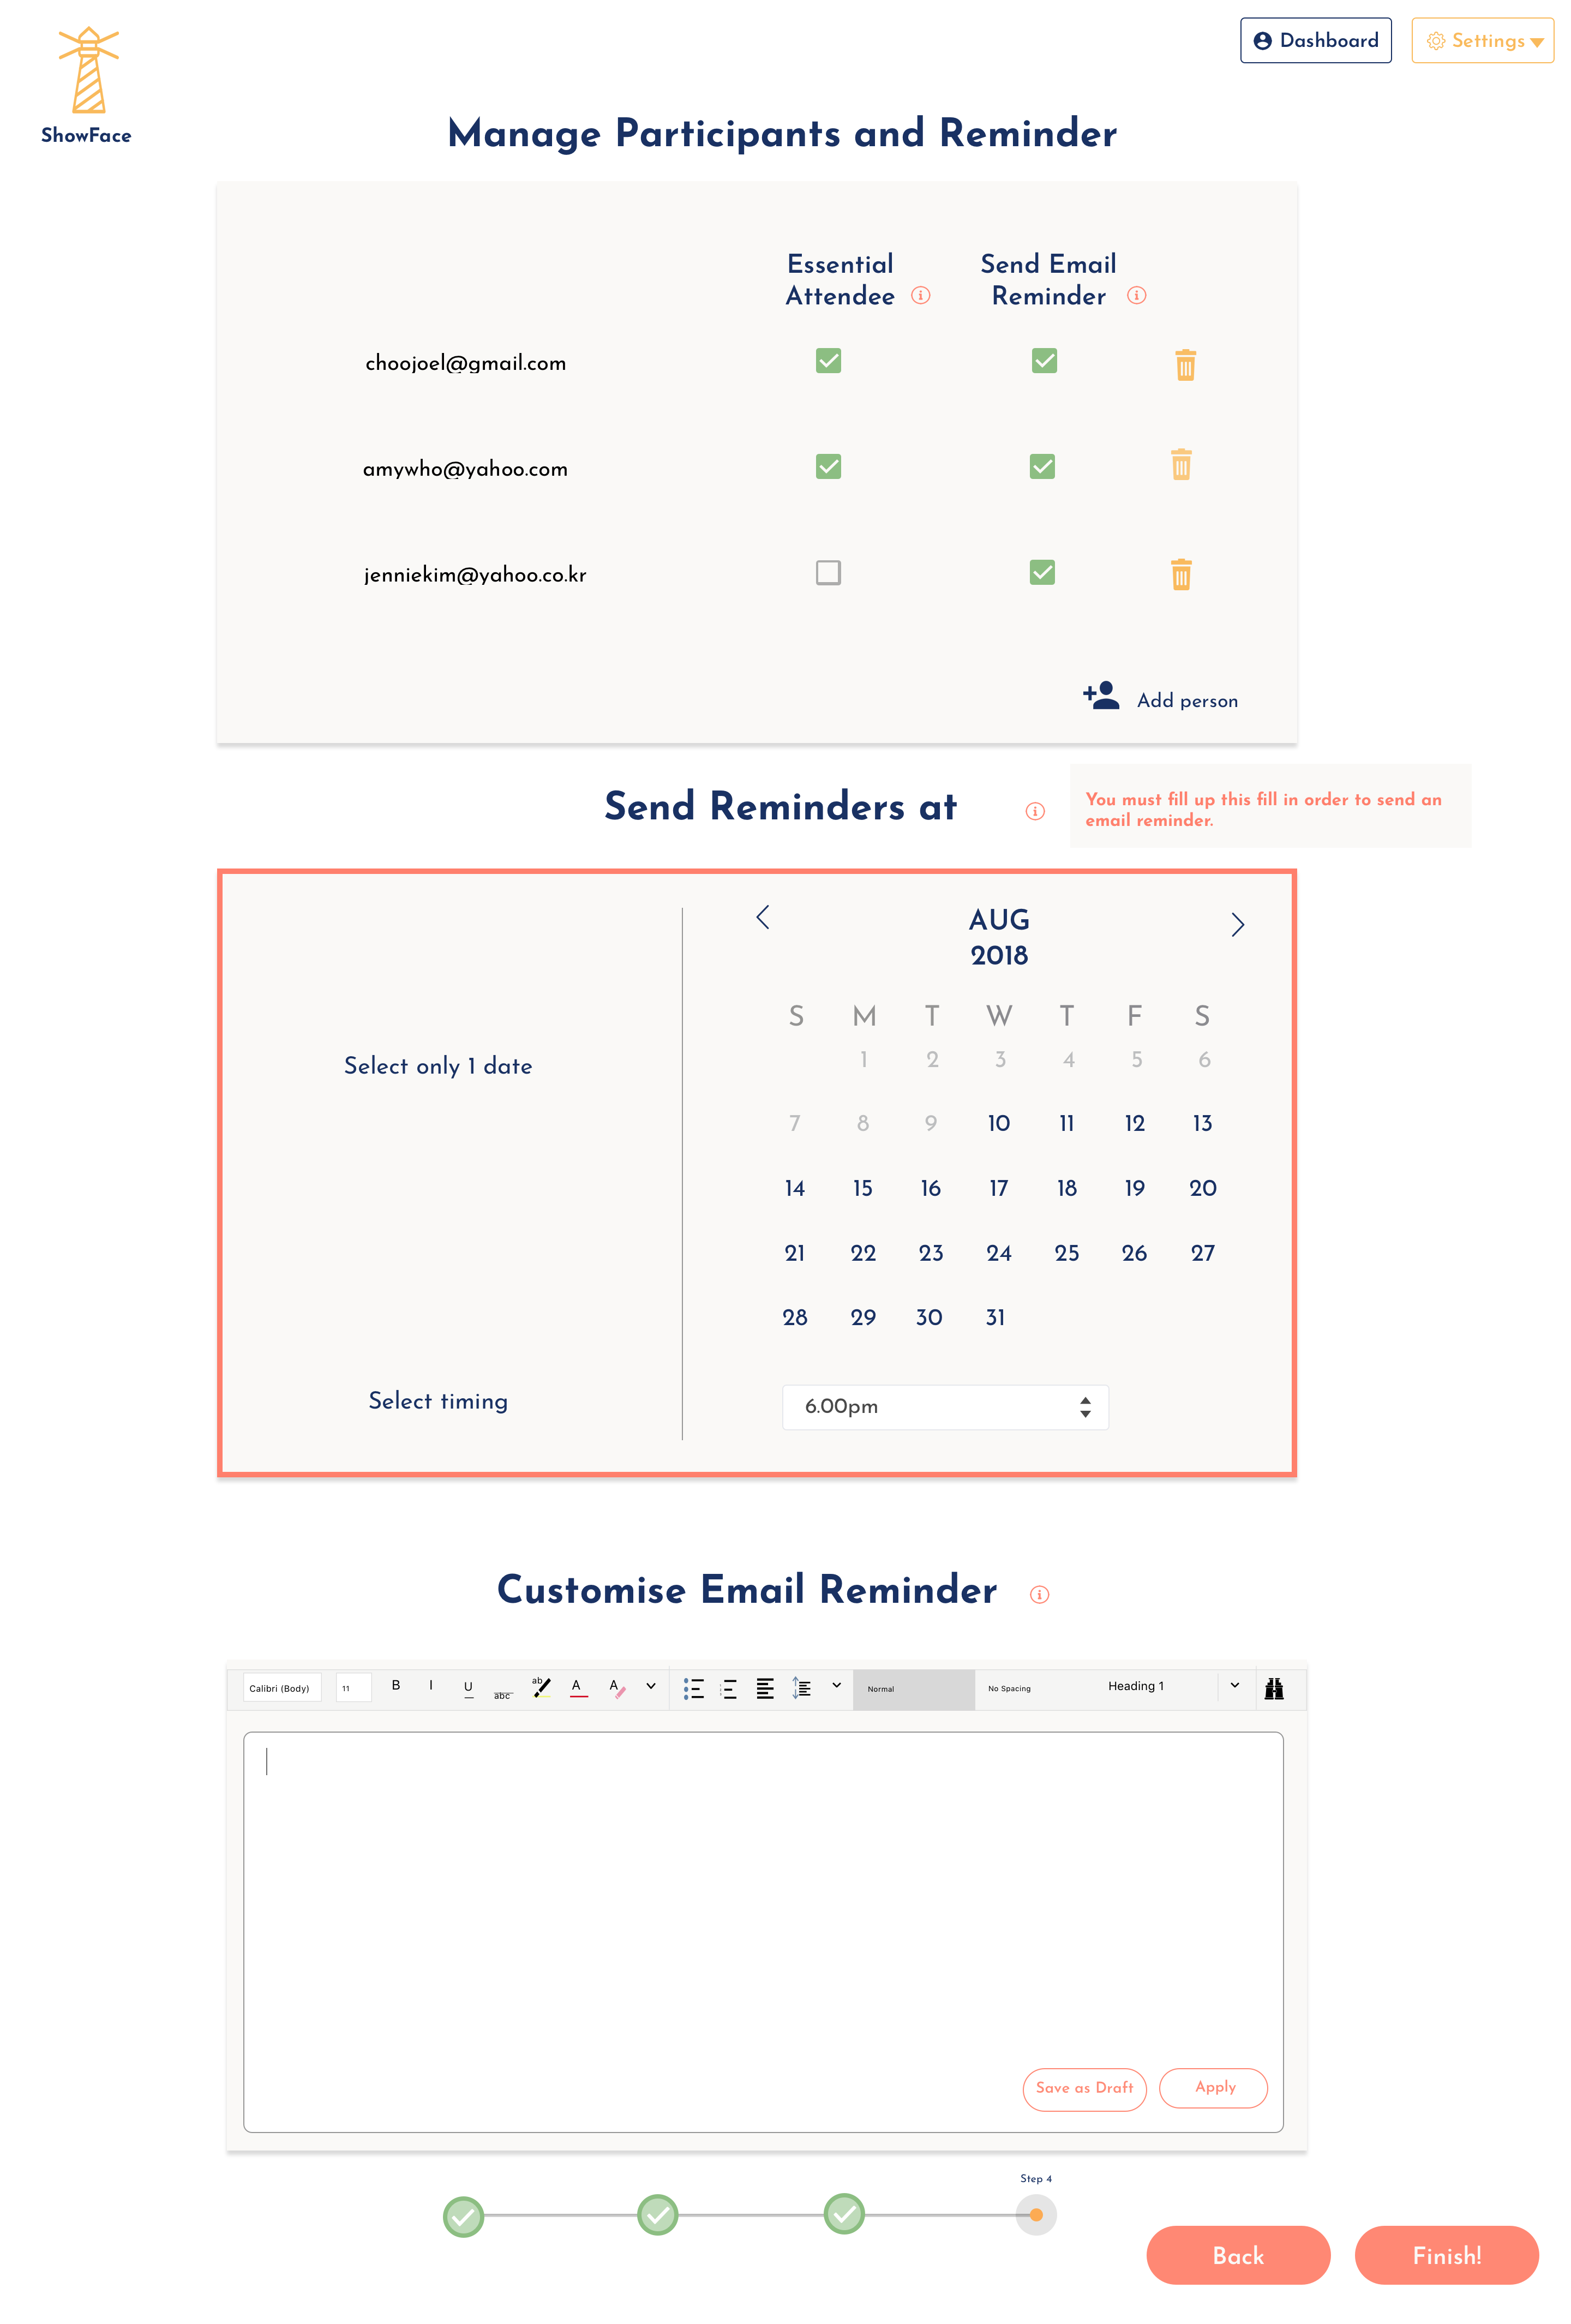 ShowFace
Dashboard
Settings
Manage Participants and Reminder
Essential
Attendee
Send Email
Reminder
choojoel@gmail.com
amywho@yahoo.com
jenniekim@yahoo.co.kr
Add person
Send Reminders at
You must fill up this fill in order to send an
email reminder.
AUG
2018
S M T W T F S
Select only 1 date
1 2 3 4 5 6
7 8 9 10 11 12 13
14 15 16 17 18 19 20
21 22 23 24 25 26 27
28 29 30 31
Select timing
6.00pm
Customise Email Reminder
Calibri (Body) 11 B I U abc ab A A Normal No Spacing Heading 1
Save as Draft
Apply
Step 4
Back
Finish!